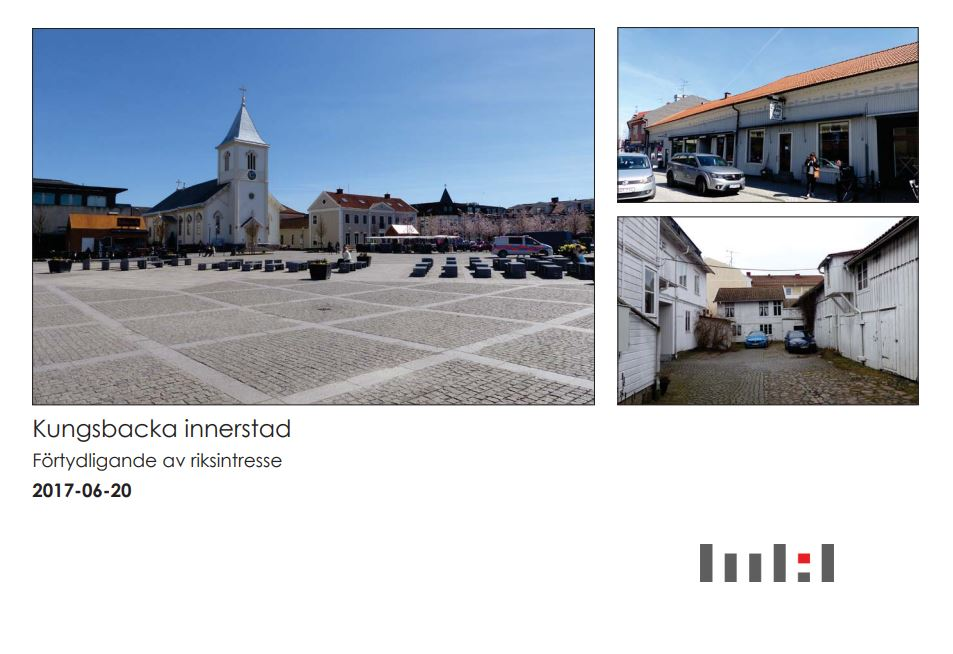 Kungsbacka innerstad
Förtydligande av riksintresse
2017-06-20